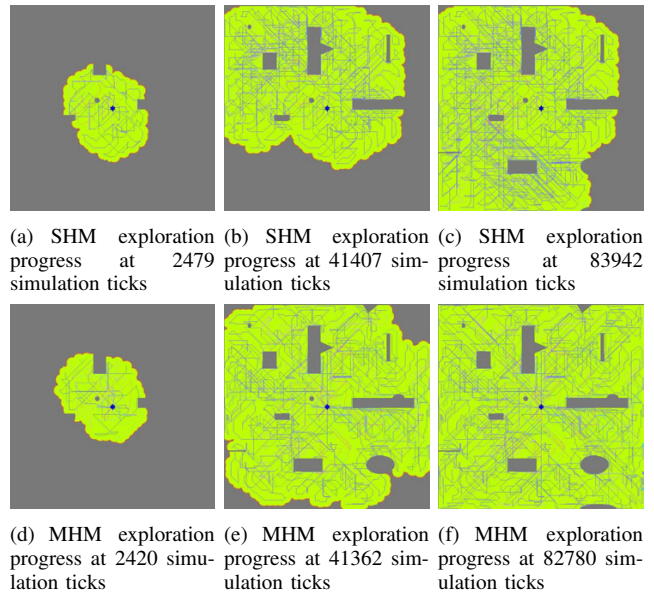 (a) SHM exploration
progress at 2479
simulation ticks
(b) SHM exploration
progress at 41407 sim-
ulation ticks
(c) SHM exploration
progress at 83942
simulation ticks
(d) MHM exploration
progress at 2420 simu-
lation ticks
(e) MHM exploration
progress at 41362 sim-
ulation ticks
(f) MHM exploration
progress at 82780 sim-
ulation ticks